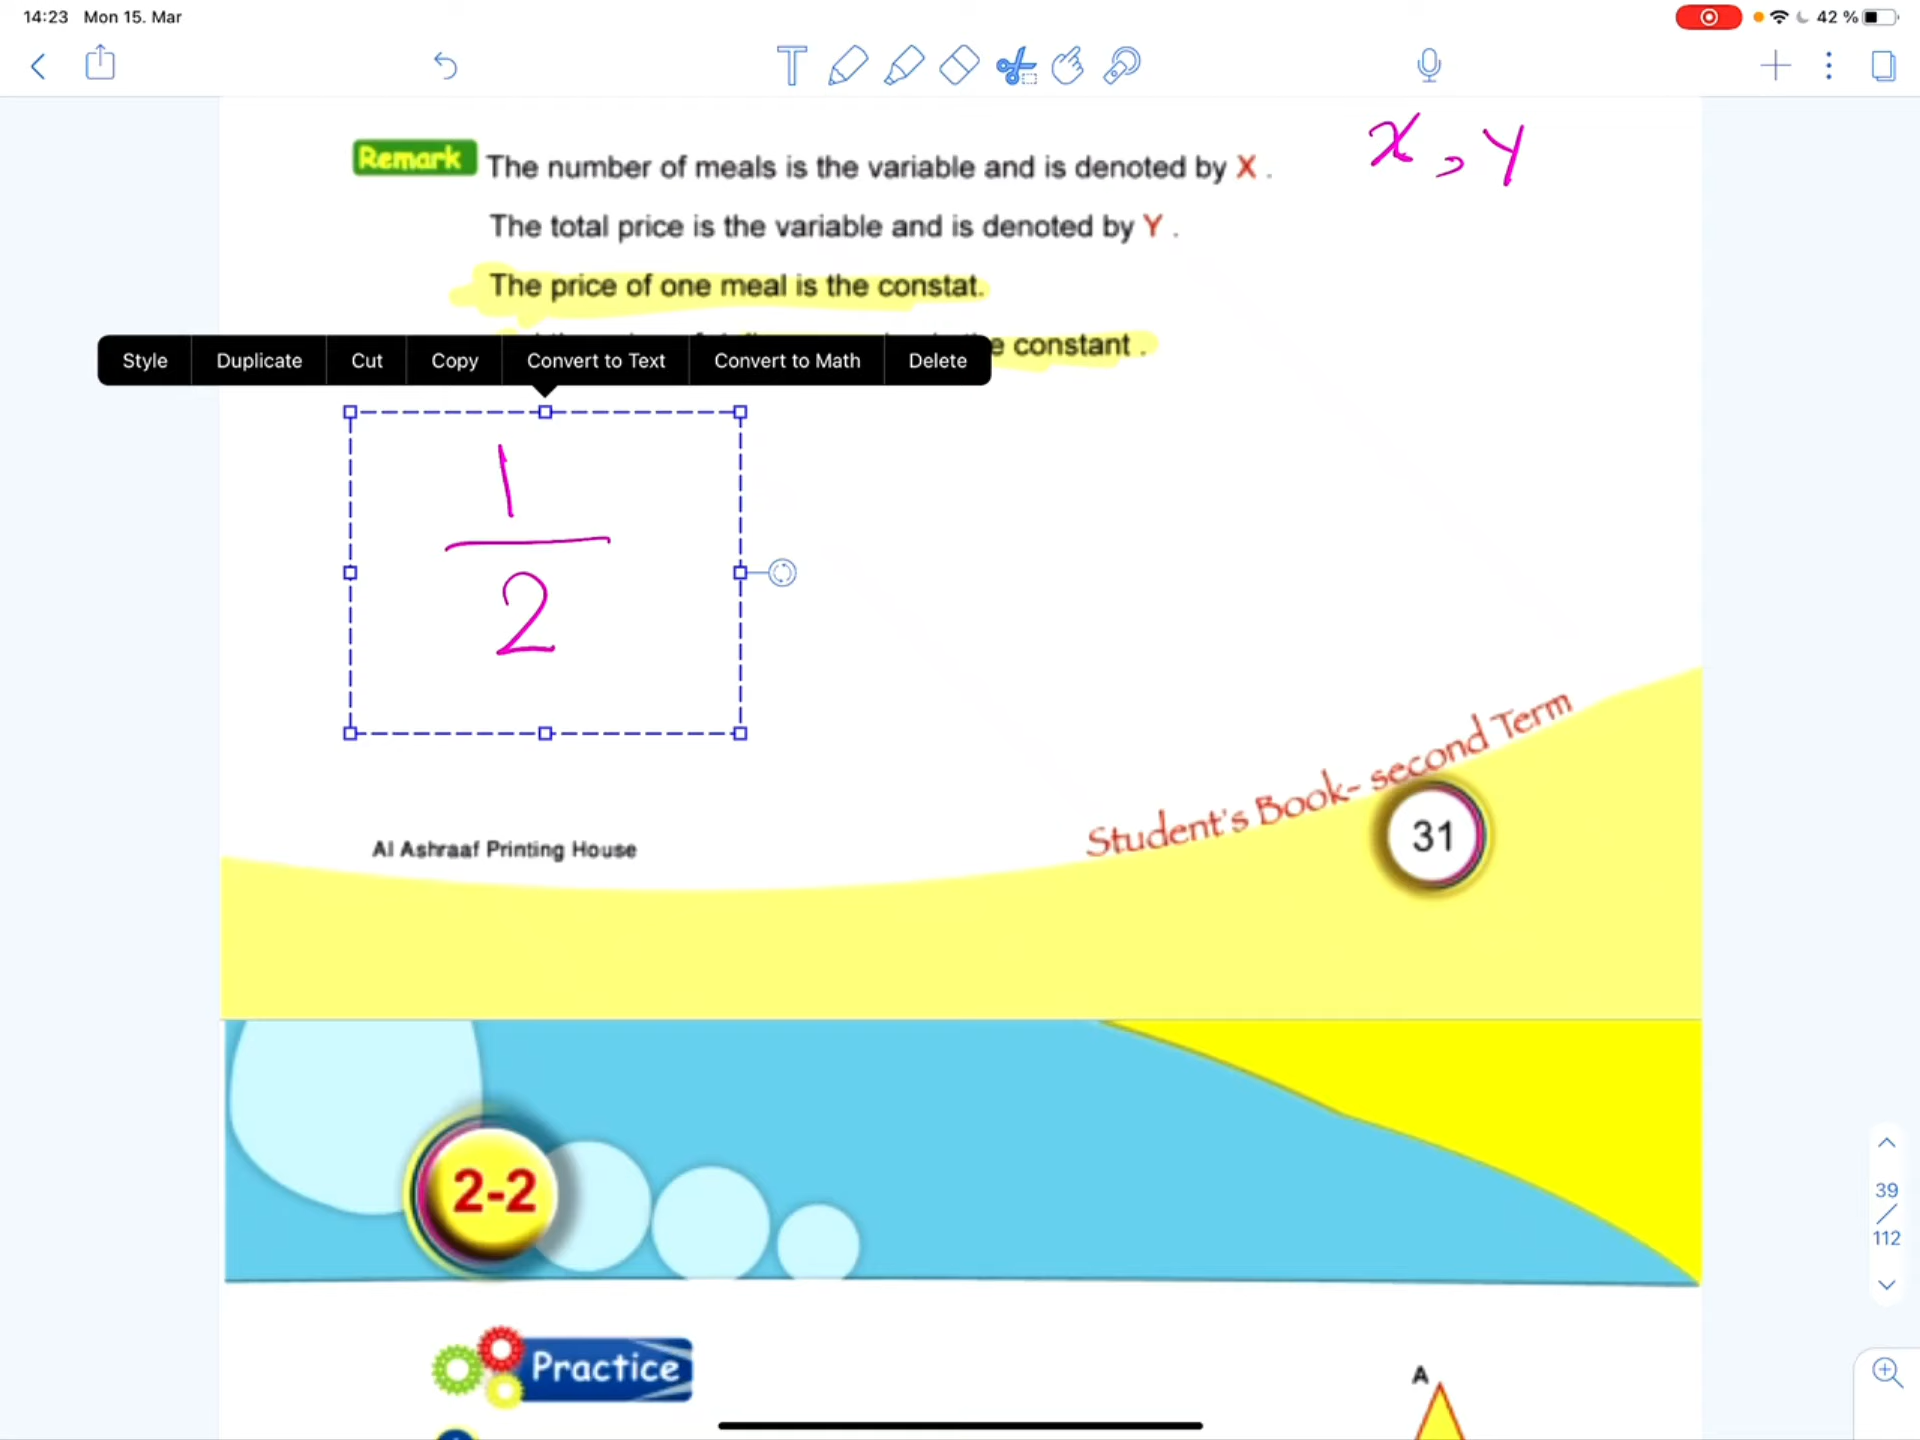 14:23 Mon 15. Mar 42 %
x, y
Remark The number of meals is the variable and is denoted by X .
The total price is the variable and is denoted by Y .
The price of one meal is the constat.
constant .
Style Duplicate Cut Copy Convert to Text Convert to Math Delete
1
2
Student's Book- second Term
31
Al Ashraaf Printing House
2-2
39
/
112
Practice
A